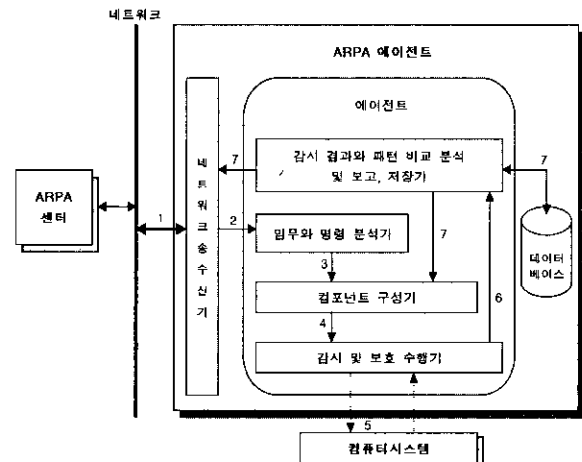 네트워크
ARPA 에이전트
에이전트
감시 결과와 패턴 비교 분석
및 보고, 저장기
7
7
ARPA
센터
1
네
트
워
크
송
수
신
기
2
임무와 명령 분석기
7
3
컴포넌트 구성기
데이터
베이스
6
4
감시 및 보호 수행기
5
컴퓨터시스템